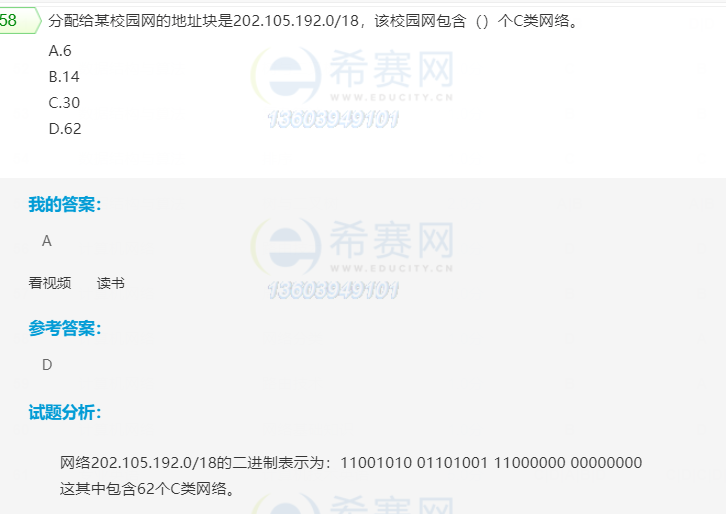 58
分配给某校园网的地址块是202.105.192.0/18，该校园网包含（）个C类网络。
A.6
B.14
C.30
D.62
希赛网
WWW.EDUCITY.CN
13603949101
我的答案：
A
希赛网
WWW.EDUCITY.CN
13603949101
看视频 读书
参考答案：
D
试题分析：
网络202.105.192.0/18的二进制表示为：11001010 01101001 11000000 00000000
这其中包含62个C类网络。
希赛网